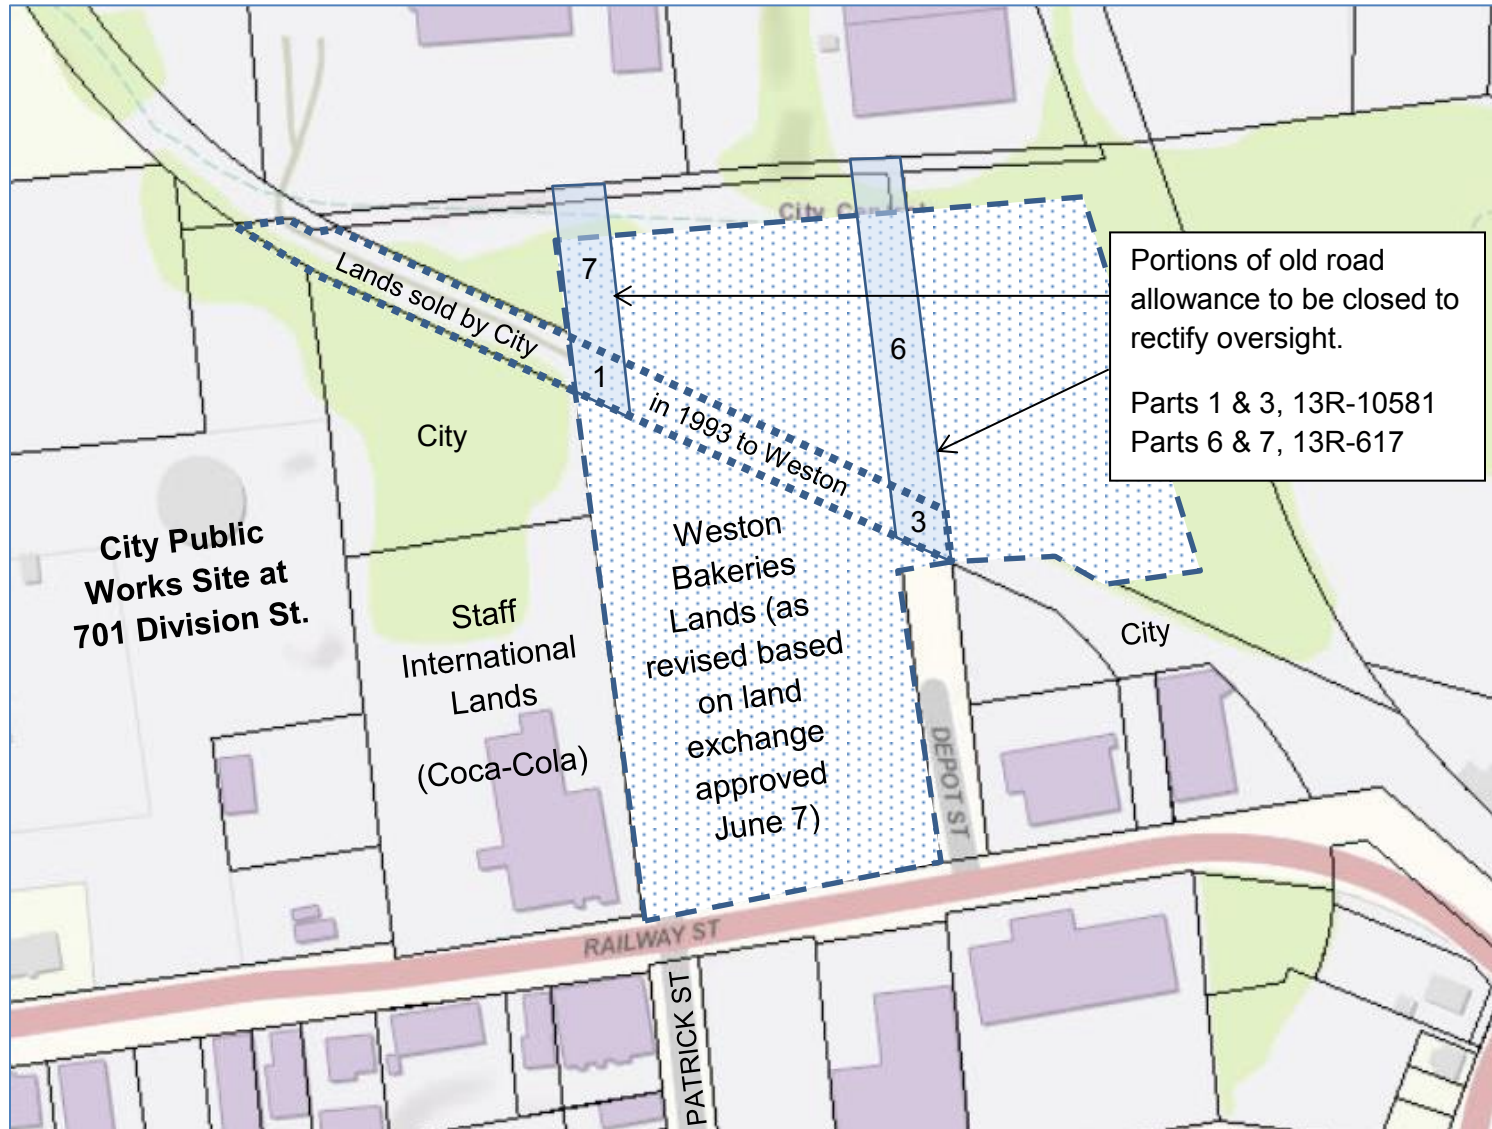 City Central
7
Lands sold by City
1
in 1993 to Weston
6
3
Portions of old road
allowance to be closed to
rectify oversight.
Parts 1 & 3, 13R-10581
Parts 6 & 7, 13R-617
City
City Public
Works Site at
701 Division St.
Staff
International
Lands
(Coca-Cola)
Weston
Bakeries
Lands (as
revised based
on land
exchange
approved
June 7)
City
DEPOT ST
RAILWAY ST
PATRICK ST